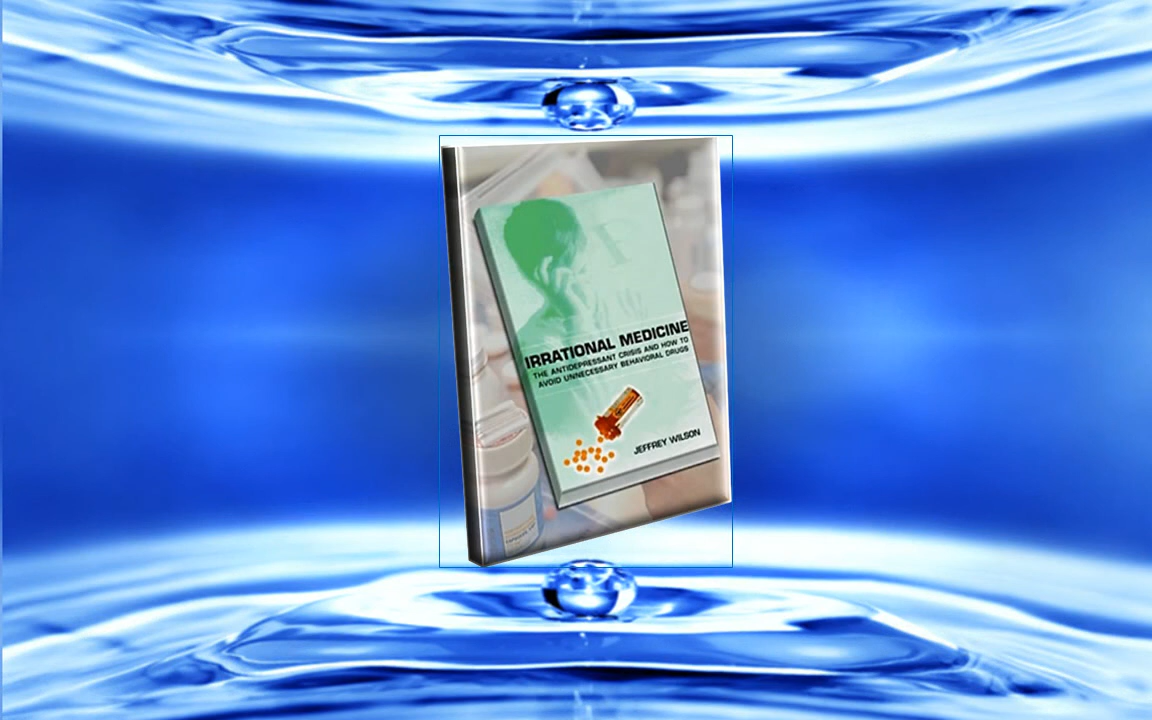 IRRATIONAL MEDICINE
THE ANTIDEPRESSANT CRISIS AND HOW TO
AVOID UNNECESSARY BEHAVIORAL DRUGS
JEFFREY WILSON